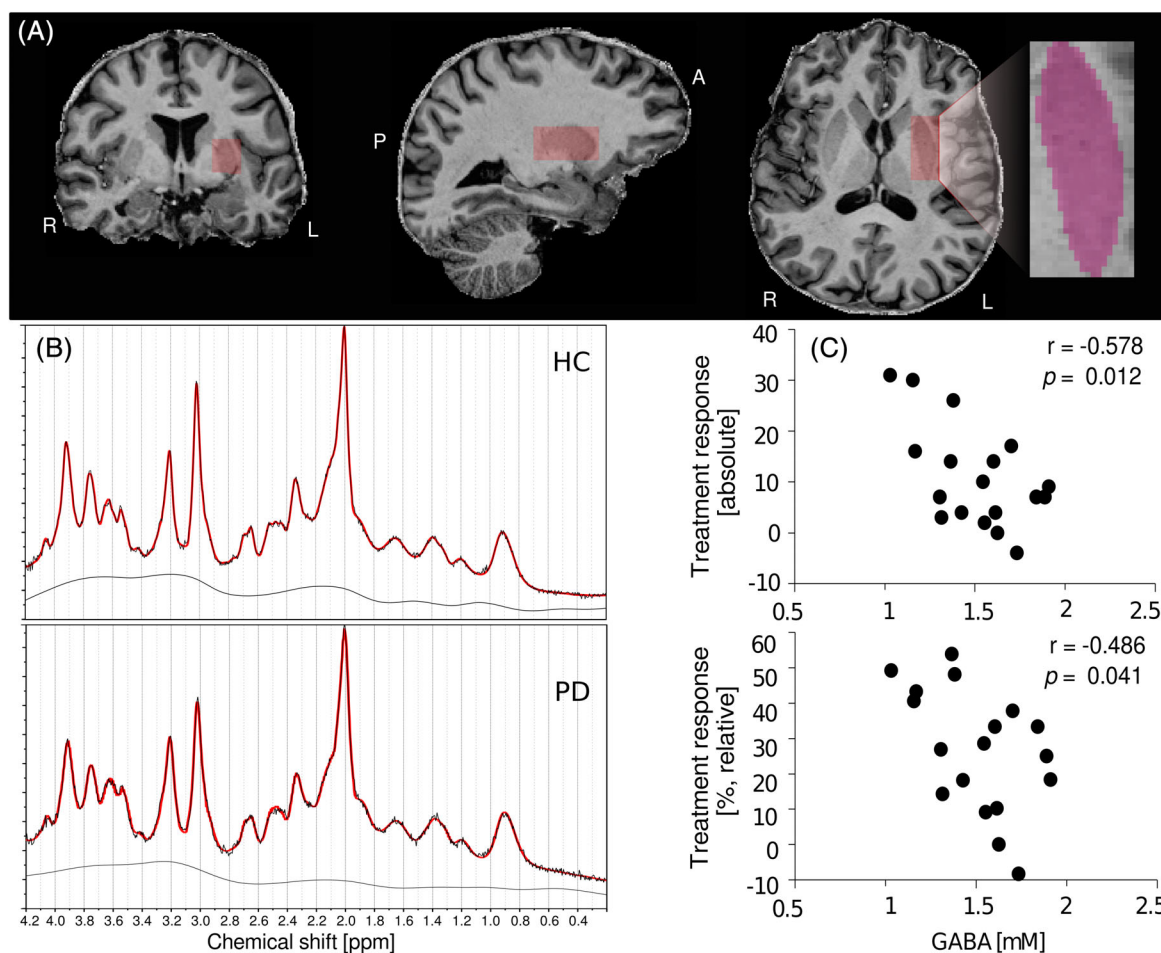 (A)
R
L
P
A
R
L
(B)
HC
PD
4.2 4.0 3.8 3.6 3.4 3.2 3.0 2.8 2.6 2.4 2.2 2.0 1.8 1.6 1.4 1.2 1.0 0.8 0.6 0.4
Chemical shift [ppm]
(C)
r = -0.578
p = 0.012
Treatment response
[absolute]
40
30
20
10
0
-10
0.5 1 1.5 2 2.5
r = -0.486
p = 0.041
Treatment response
[%, relative]
60
50
40
30
20
10
0
-10
0.5 1 1.5 2 2.5
GABA [mM]